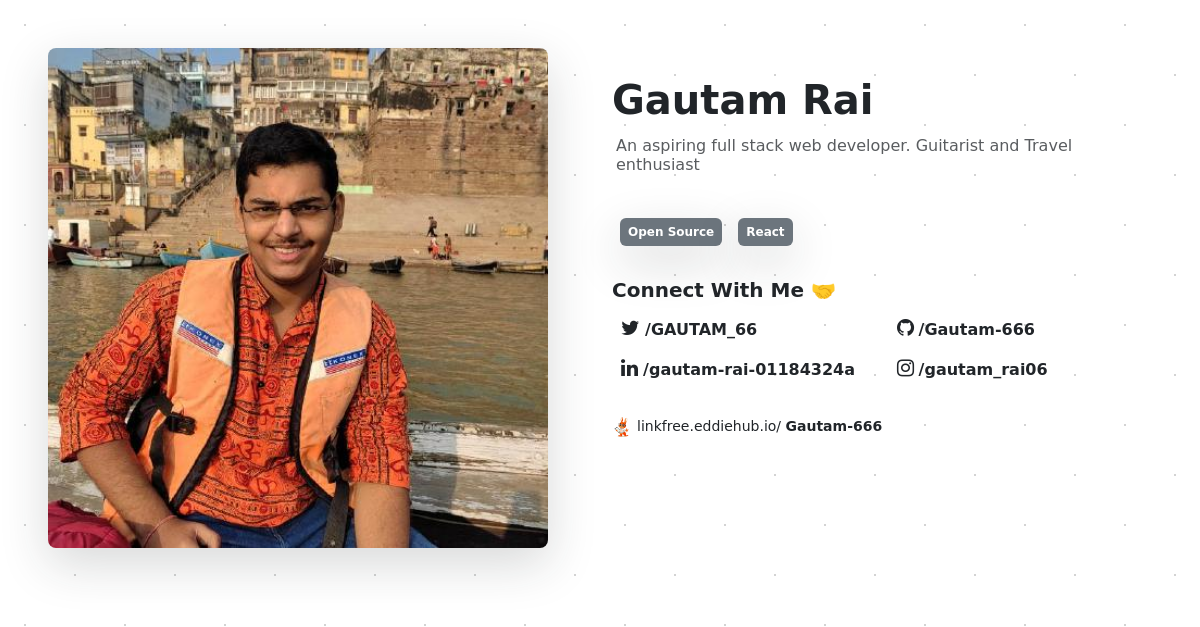 Gautam Rai
An aspiring full stack web developer. Guitarist and Travel
enthusiast
Open Source React
Connect With Me 🤝
/GAUTAM_66 /Gautam-666
/gautam-rai-01184324a /gautam_rai06
linkfree.eddiehub.io/ Gautam-666